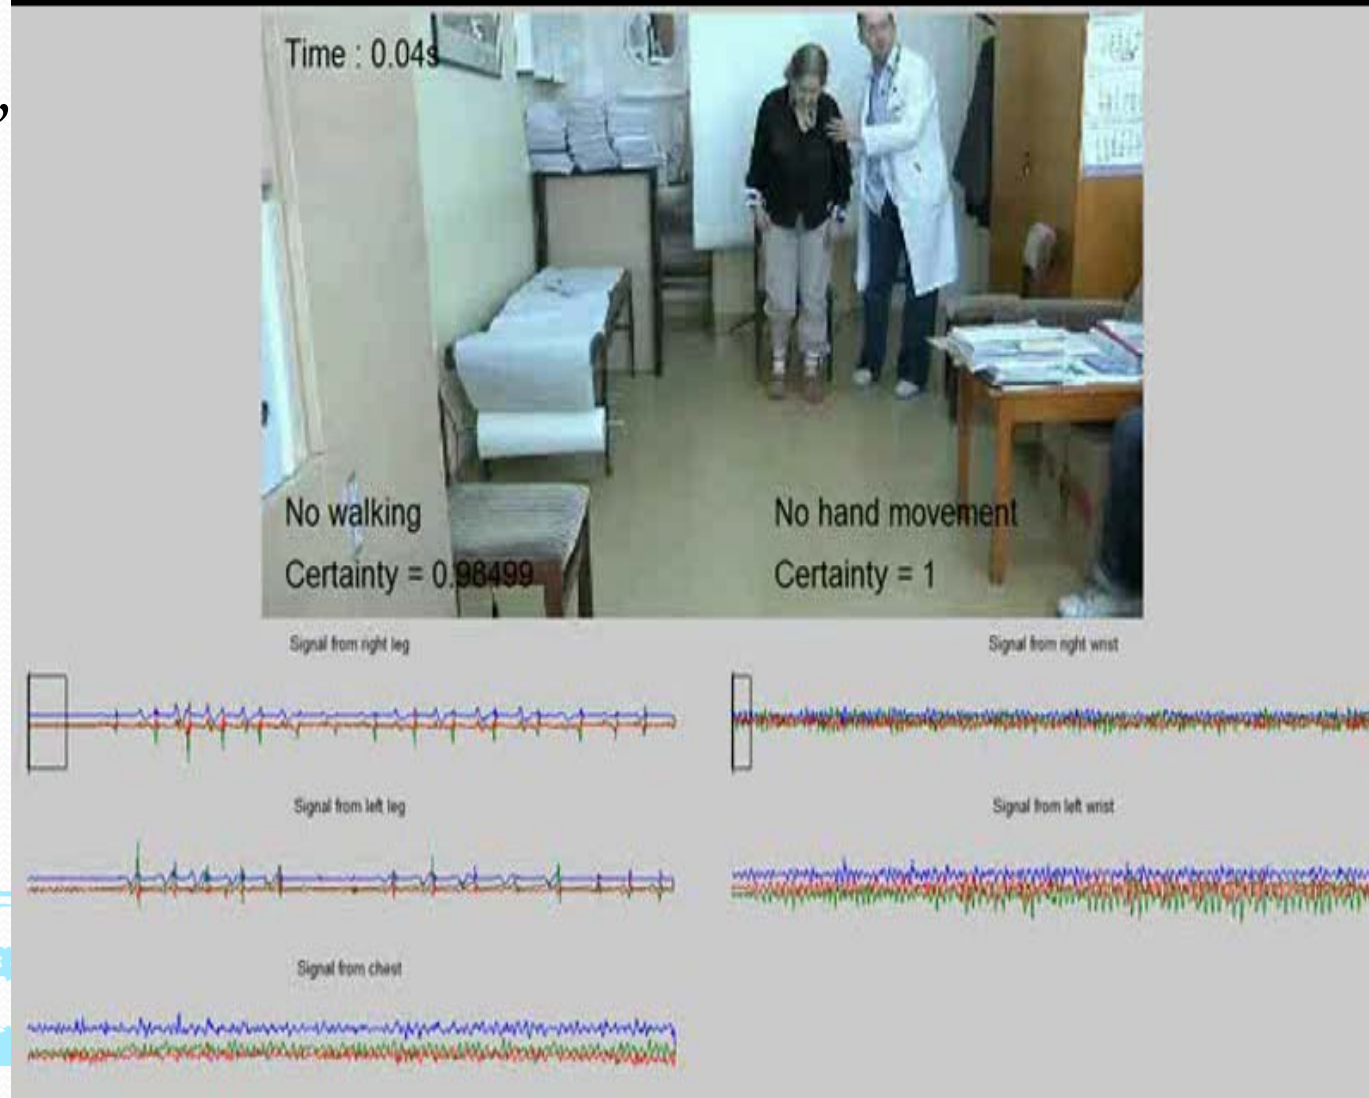 ,
Time : 0.04s
No walking
No hand movement
Certainty = 0.98499
Certainty = 1
Signal from right leg
Signal from right wrist
Signal from left leg
Signal from left wrist
Signal from chest